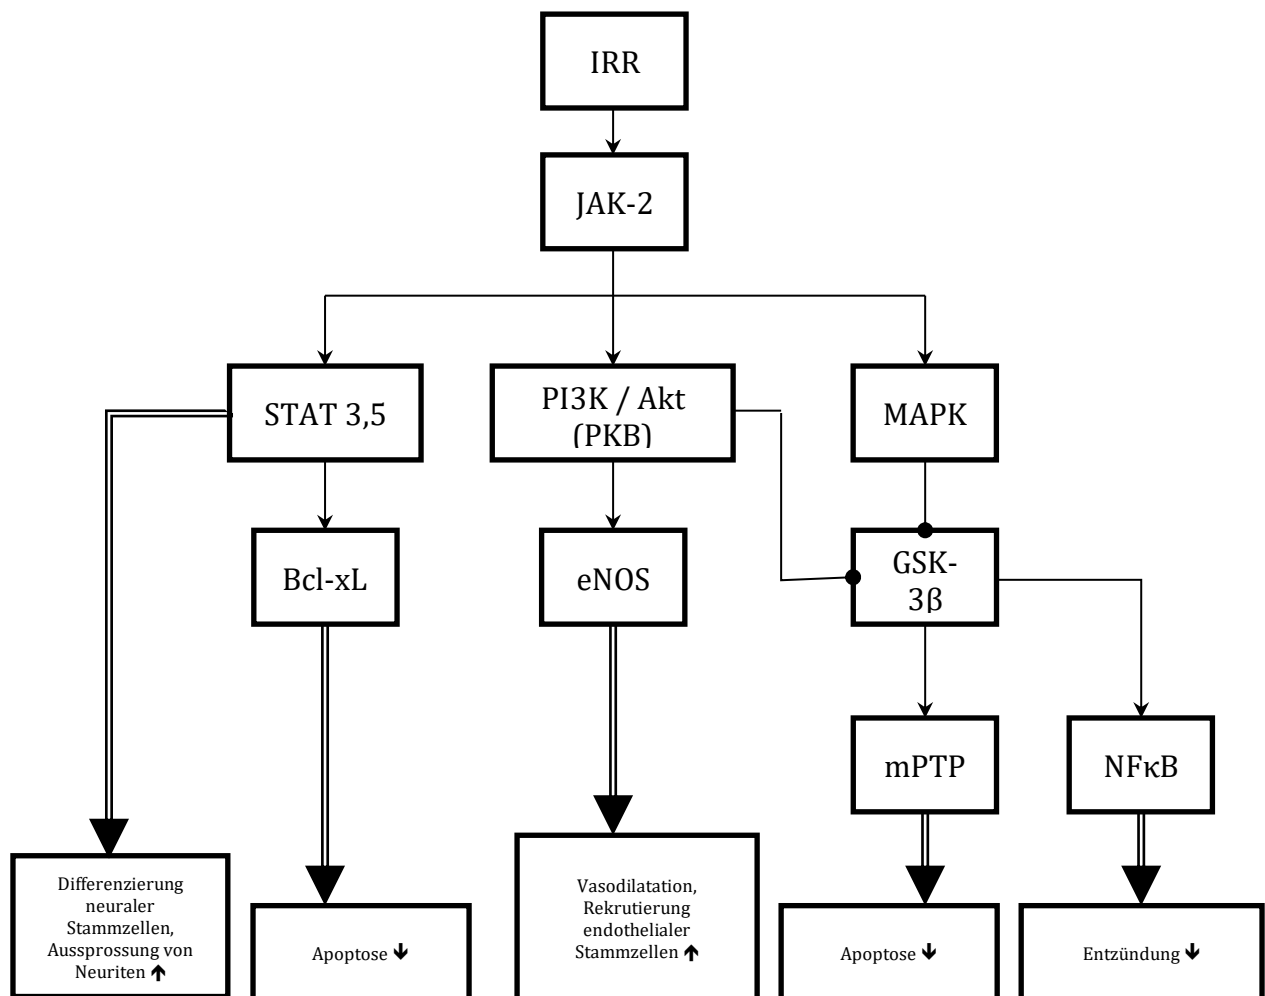 IRR
JAK-2
STAT 3,5
PI3K / Akt
(PKB)
MAPK
Bcl-xL
eNOS
GSK-
3β
mPTP
NFκB
Differenzierung
neuraler
Stammzellen,
Aussprossung von
Neuriten 🡹
Apoptose 🡻
Vasodilatation,
Rekrutierung
endothelialer
Stammzellen 🡹
Apoptose 🡻
Entzündung 🡻